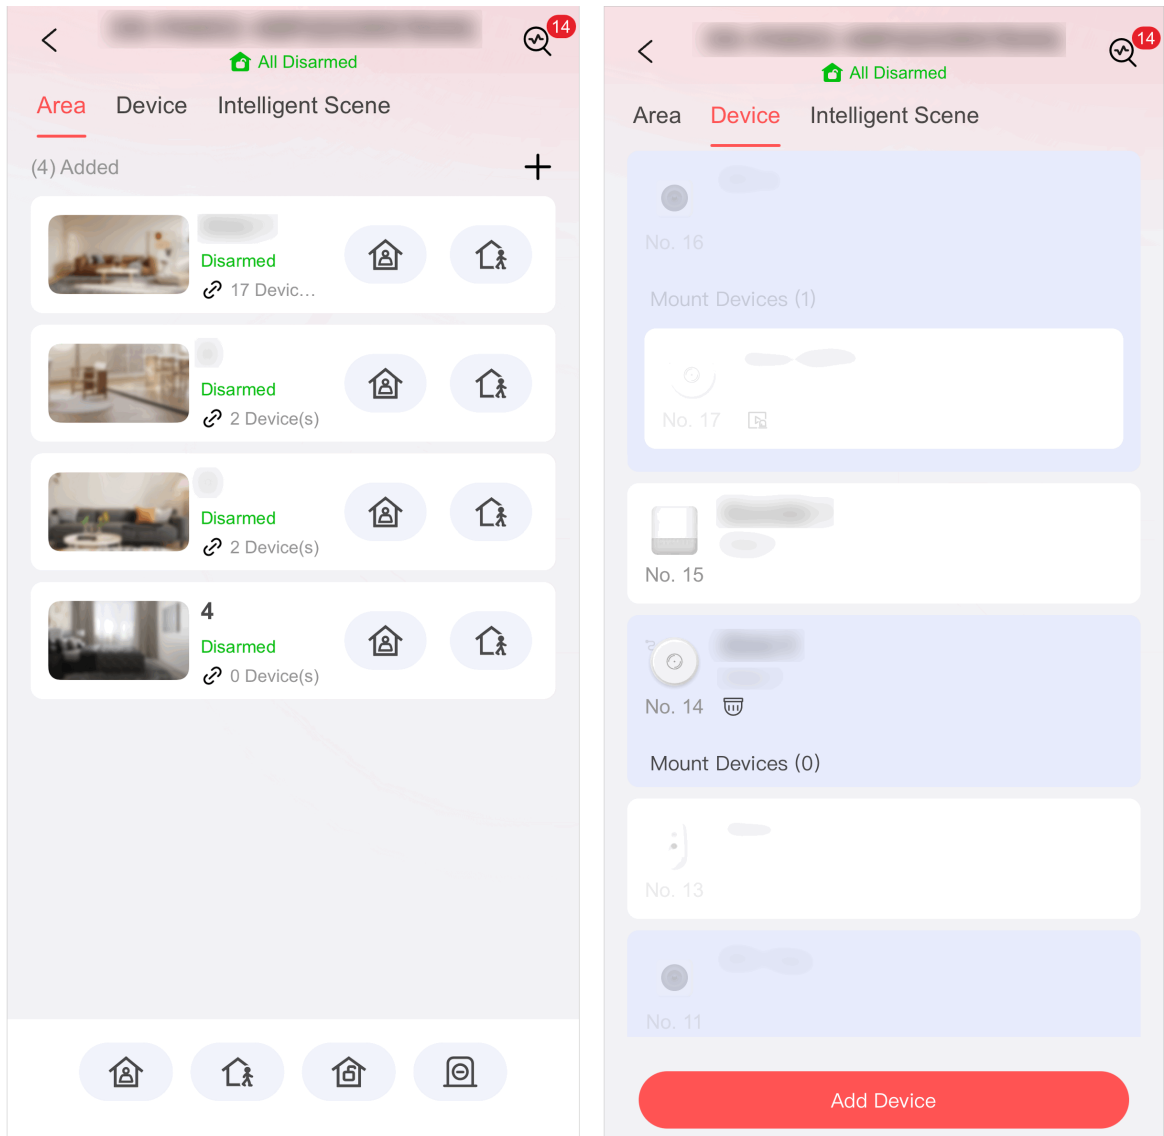 14
All Disarmed
Area Device Intelligent Scene
(4) Added
Disarmed
17 Devic...
Disarmed
2 Device(s)
Disarmed
2 Device(s)
4
Disarmed
0 Device(s)
14
All Disarmed
Area Device Intelligent Scene
No. 16
Mount Devices (1)
No. 17
No. 15
No. 14
Mount Devices (0)
No. 13
No. 11
Add Device